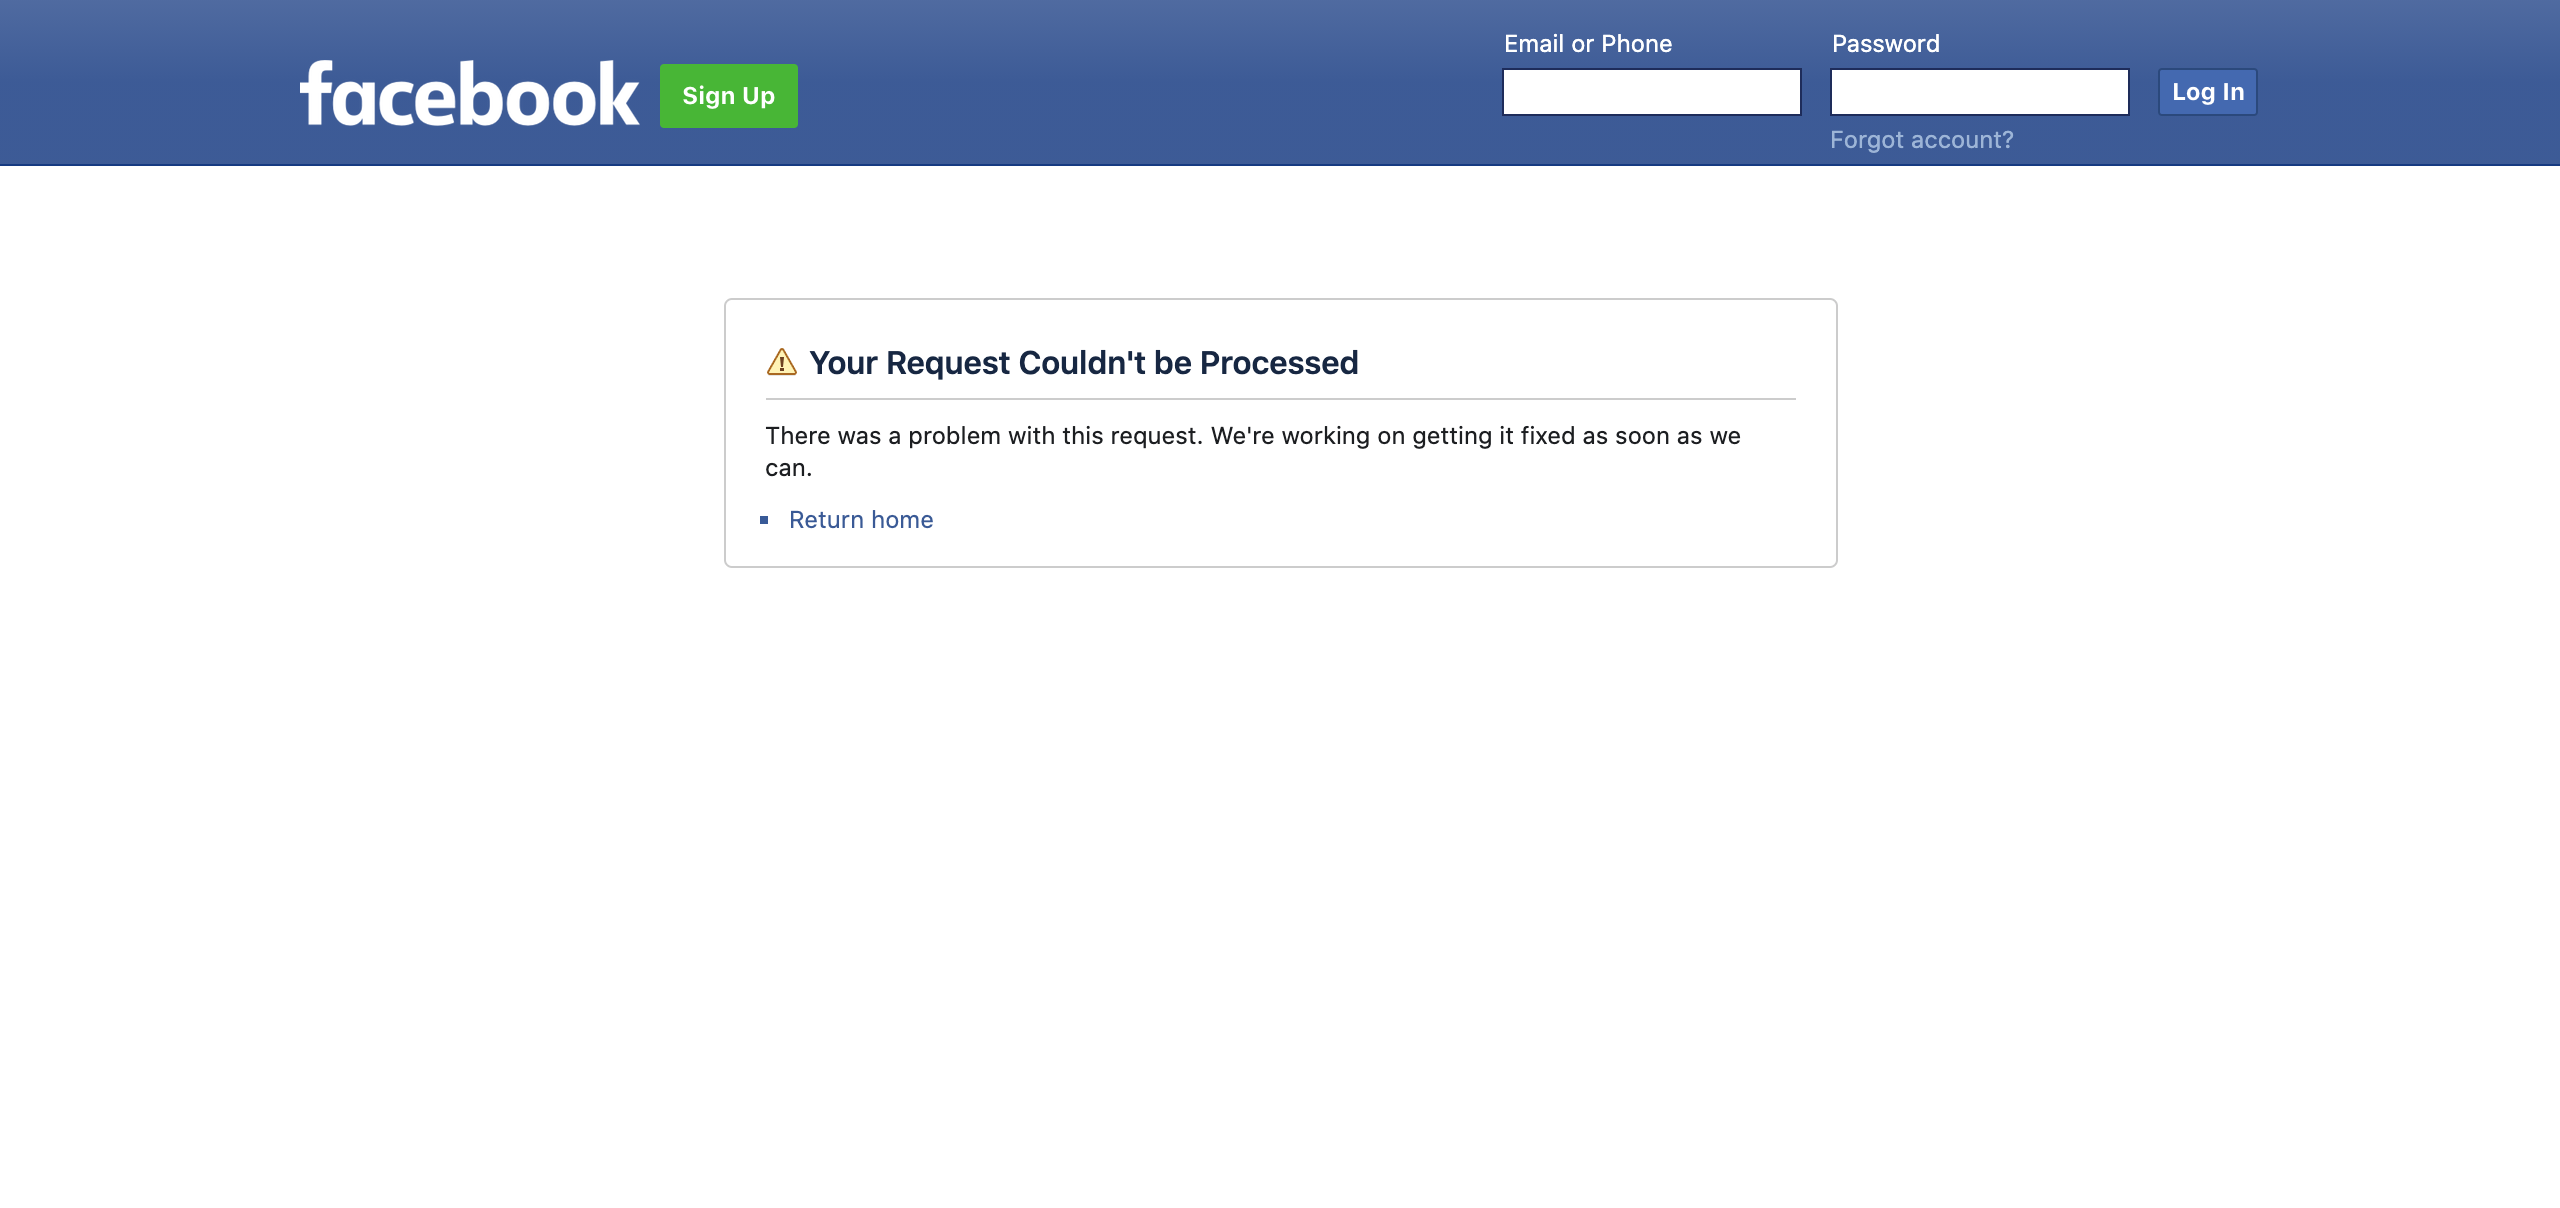 facebook
Sign Up
Email or Phone
Password
Log In
Forgot account?
Your Request Couldn't be Processed
There was a problem with this request. We're working on getting it fixed as soon as we
can.
Return home